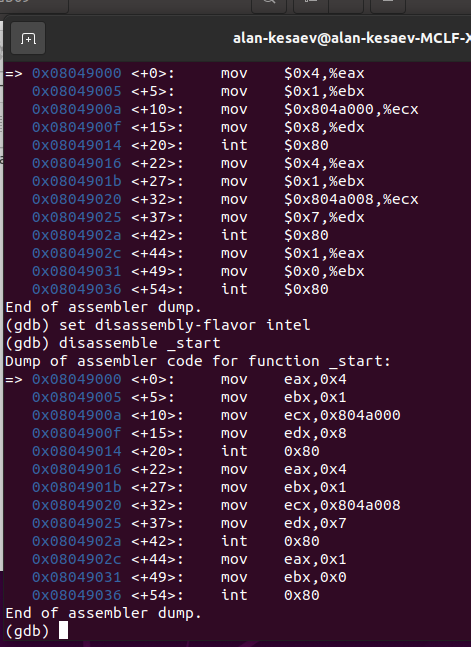 alan-kesaev@alan-kesaev-MCLF-X
=> 0x08049000 <+0>:     mov    $0x4,%eax
   0x08049005 <+5>:     mov    $0x1,%ebx
   0x0804900a <+10>:    mov    $0x804a000,%ecx
   0x0804900f <+15>:    mov    $0x8,%edx
   0x08049014 <+20>:    int    $0x80
   0x08049016 <+22>:    mov    $0x4,%eax
   0x0804901b <+27>:    mov    $0x1,%ebx
   0x08049020 <+32>:    mov    $0x804a008,%ecx
   0x08049025 <+37>:    mov    $0x7,%edx
   0x0804902a <+42>:    int    $0x80
   0x0804902c <+44>:    mov    $0x1,%eax
   0x08049031 <+49>:    mov    $0x0,%ebx
   0x08049036 <+54>:    int    $0x80
End of assembler dump.
(gdb) set disassembly-flavor intel
(gdb) disassemble _start
Dump of assembler code for function _start:
=> 0x08049000 <+0>:     mov    eax,0x4
   0x08049005 <+5>:     mov    ebx,0x1
   0x0804900a <+10>:    mov    ecx,0x804a000
   0x0804900f <+15>:    mov    edx,0x8
   0x08049014 <+20>:    int    0x80
   0x08049016 <+22>:    mov    eax,0x4
   0x0804901b <+27>:    mov    ebx,0x1
   0x08049020 <+32>:    mov    ecx,0x804a008
   0x08049025 <+37>:    mov    edx,0x7
   0x0804902a <+42>:    int    0x80
   0x0804902c <+44>:    mov    eax,0x1
   0x08049031 <+49>:    mov    ebx,0x0
   0x08049036 <+54>:    int    0x80
End of assembler dump.
(gdb)